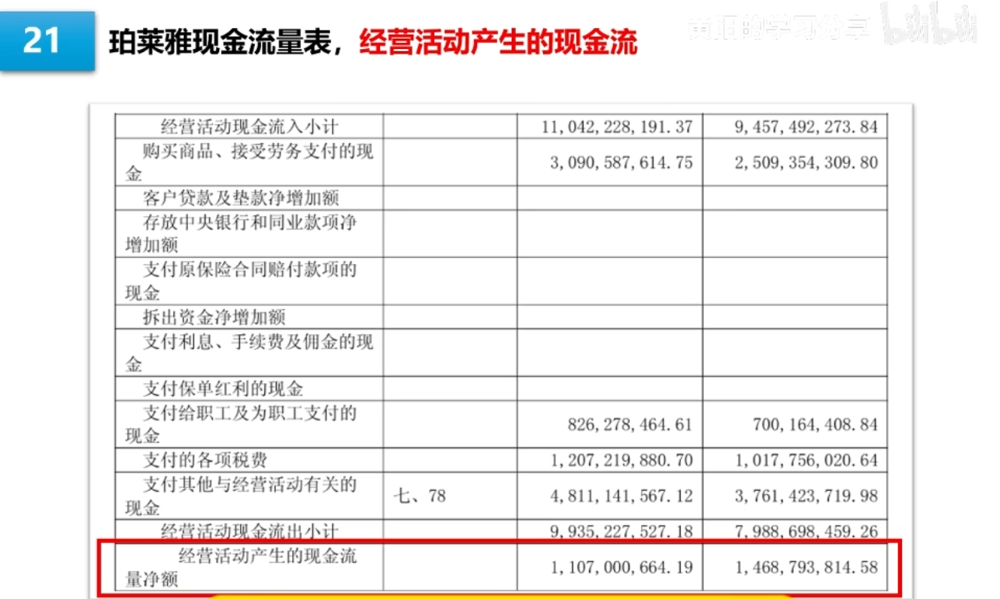 21
珀莱雅现金流量表，经营活动产生的现金流
黄阳的学习分享 bilibili
经营活动现金流入小计 11,042,228,191.37 9,457,492,273.84
购买商品、接受劳务支付的现
金 3,090,587,614.75 2,509,354,309.80
客户贷款及垫款净增加额
存放中央银行和同业款项净
增加额
支付原保险合同赔付款项的
现金
拆出资金净增加额
支付利息、手续费及佣金的现
金
支付保单红利的现金
支付给职工及为职工支付的
现金 826,278,464.61 700,164,408.84
支付的各项税费 1,207,219,880.70 1,017,756,020.64
支付其他与经营活动有关的
现金 七、78 4,811,141,567.12 3,761,423,719.98
经营活动现金流出小计 9,935,227,527.18 7,988,698,459.26
经营活动产生的现金流
量净额 1,107,000,664.19 1,468,793,814.58